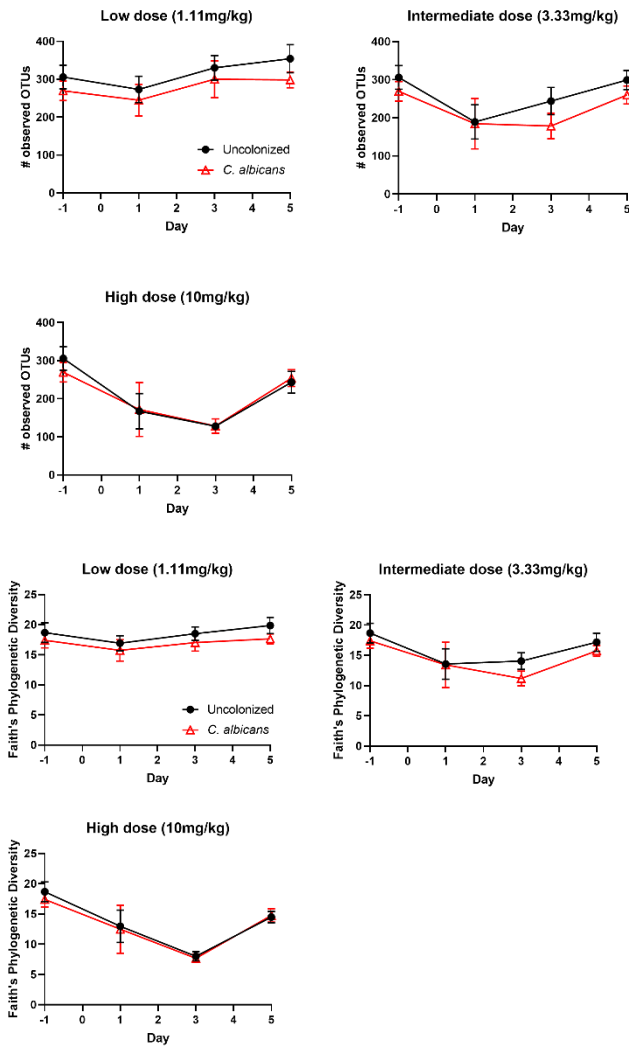 Low dose (1.11mg/kg)
# observed OTUs
400
300
200
100
0
Uncolonized
C. albicans
-1 0 1 2 3 4 5
Day
Intermediate dose (3.33mg/kg)
# observed OTUs
400
300
200
100
0
-1 0 1 2 3 4 5
Day
High dose (10mg/kg)
# observed OTUs
400
300
200
100
0
-1 0 1 2 3 4 5
Day
Low dose (1.11mg/kg)
Faith's Phylogenetic Diversity
25
20
15
10
5
0
Uncolonized
C. albicans
-1 0 1 2 3 4 5
Day
Intermediate dose (3.33mg/kg)
Faith's Phylogenetic Diversity
25
20
15
10
5
0
-1 0 1 2 3 4 5
Day
High dose (10mg/kg)
Faith's Phylogenetic Diversity
25
20
15
10
5
0
-1 0 1 2 3 4 5
Day